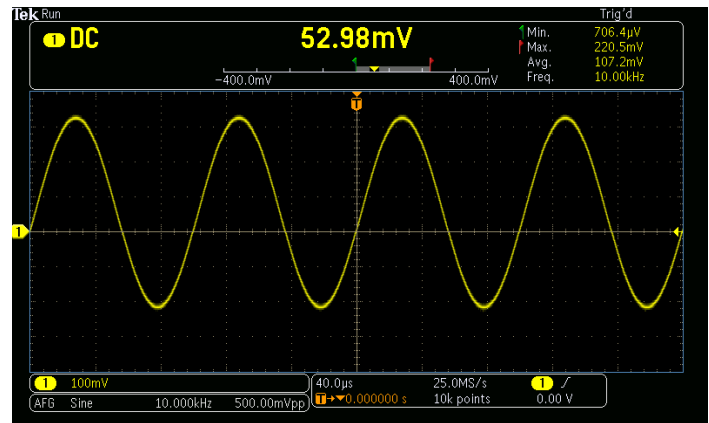 Tek Run Trig'd
1 DC 52.98mV
Min. 706.4µV
Max. 220.5mV
Avg. 107.2mV
Freq. 10.00kHz
-400.0mV 400.0mV
T
1
1 100mV
40.0µs 25.0MS/s 1
T→▼0.000000 s 10k points 0.00 V
AFG Sine 10.000kHz 500.00mVpp